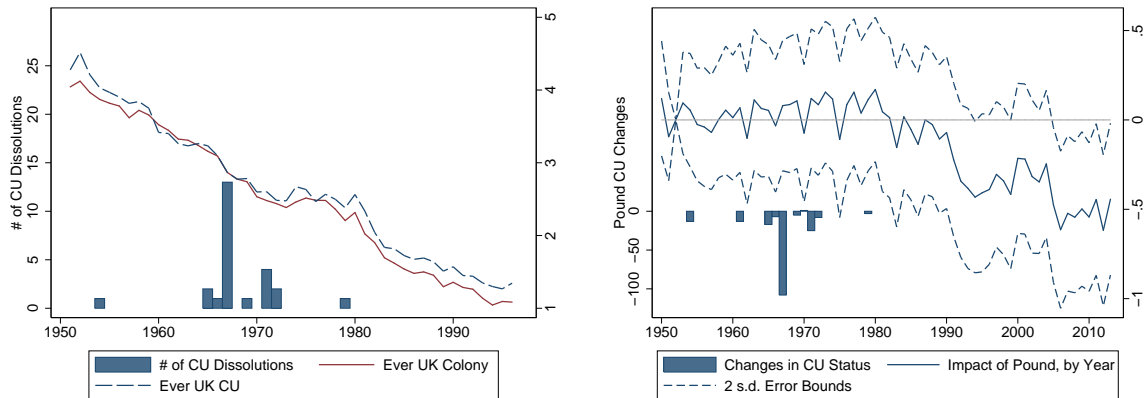 # of CU Dissolutions
0 5 10 15 20 25
1 2 3 4 5
1950 1960 1970 1980 1990
# of CU Dissolutions Ever UK Colony
Ever UK CU
Pound CU Changes
−100 −50 0
−1 −.5 0 .5
1950 1960 1970 1980 1990 2000 2010
Changes in CU Status Impact of Pound, by Year
2 s.d. Error Bounds